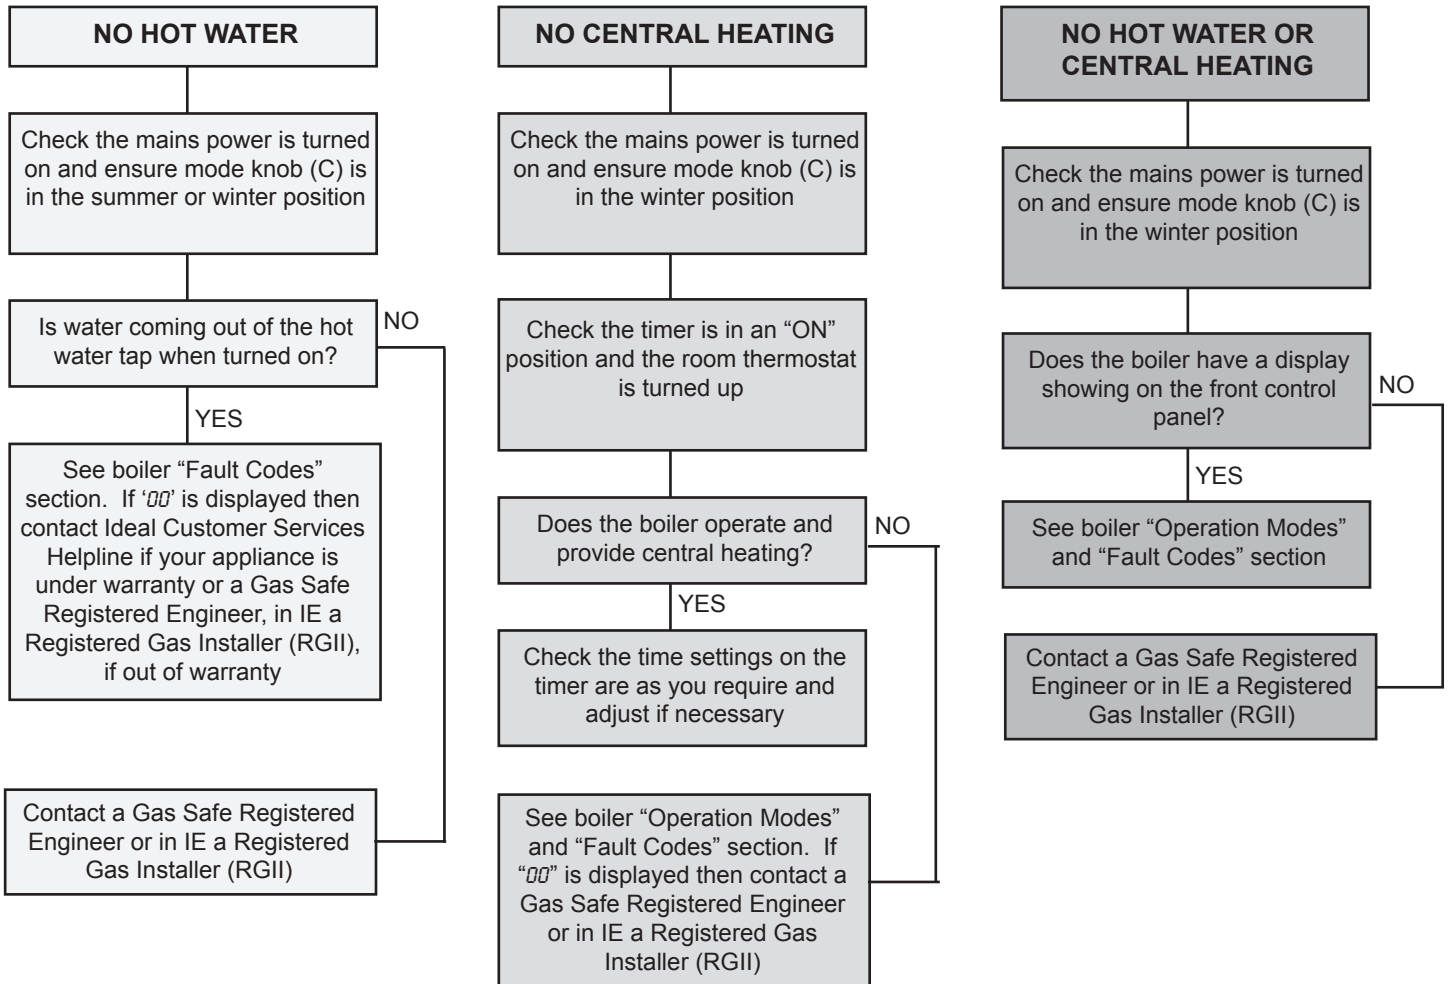 NO HOT WATER
Check the mains power is turned
on and ensure mode knob (C) is
in the summer or winter position
Is water coming out of the hot
water tap when turned on?
NO
YES
See boiler “Fault Codes”
section.  If ‘00’ is displayed then
contact Ideal Customer Services
Helpline if your appliance is
under warranty or a Gas Safe
Registered Engineer, in IE a
Registered Gas Installer (RGII),
if out of warranty
Contact a Gas Safe Registered
Engineer or in IE a Registered
Gas Installer (RGII)
NO CENTRAL HEATING
Check the mains power is turned
on and ensure mode knob (C) is
in the winter position
Check the timer is in an “ON”
position and the room thermostat
is turned up
Does the boiler operate and
provide central heating?
NO
YES
Check the time settings on the
timer are as you require and
adjust if necessary
See boiler “Operation Modes”
and “Fault Codes” section.  If
“00” is displayed then contact a
Gas Safe Registered Engineer
or in IE a Registered Gas
Installer (RGII)
NO HOT WATER OR
CENTRAL HEATING
Check the mains power is turned
on and ensure mode knob (C) is
in the winter position
Does the boiler have a display
showing on the front control
panel?
NO
YES
See boiler “Operation Modes”
and “Fault Codes” section
Contact a Gas Safe Registered
Engineer or in IE a Registered
Gas Installer (RGII)